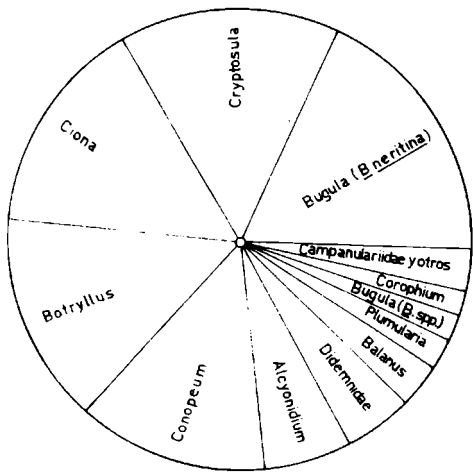 Cryptosula
Bugula (B neritina)
Campanulariidae y otros
Corophium
Bugula (B. spp.)
Plumularia
Balanus
Didemnidae
Alcyonidium
Conopeum
Botryllus
Ciona